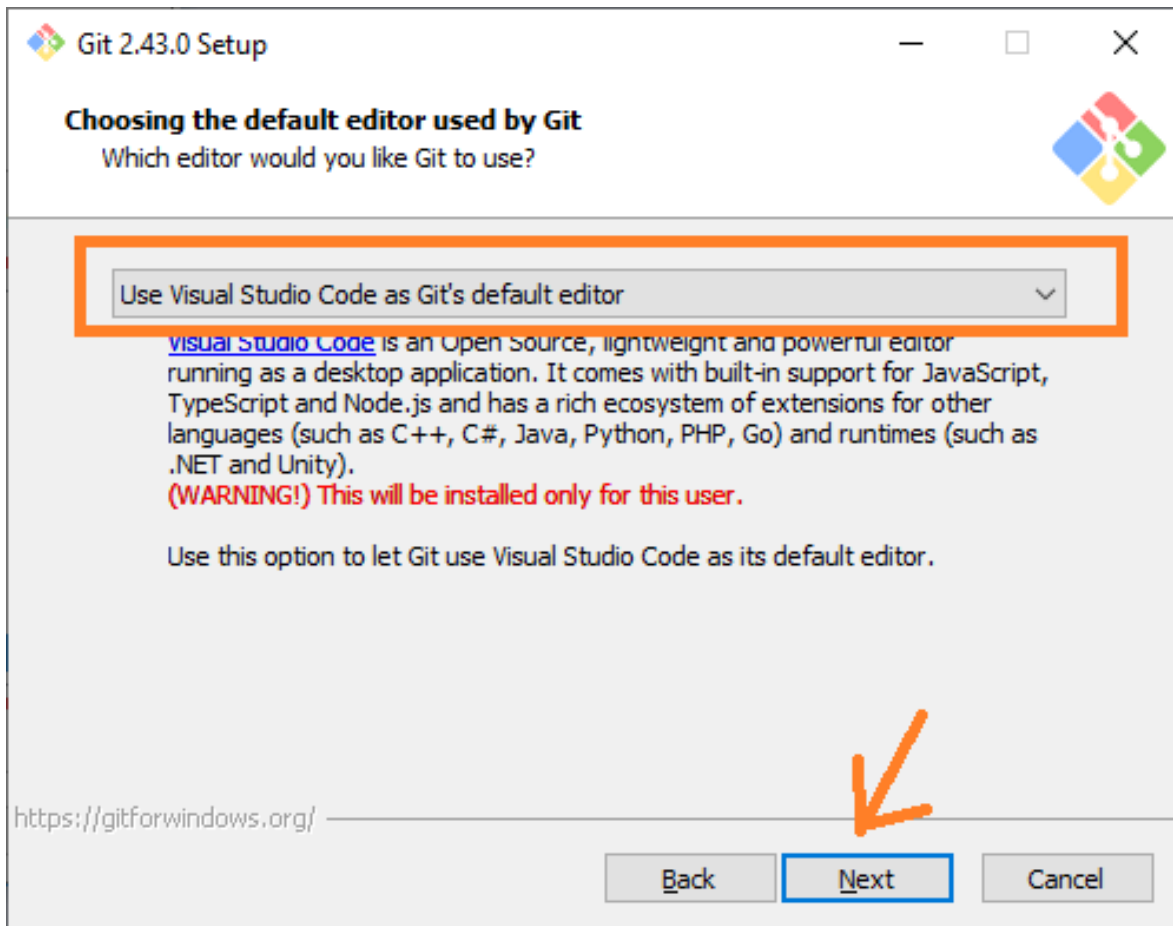 Git 2.43.0 Setup
Choosing the default editor used by Git
Which editor would you like Git to use?
Use Visual Studio Code as Git's default editor
Visual Studio Code is an Open Source, lightweight and powerful editor
running as a desktop application. It comes with built-in support for JavaScript,
TypeScript and Node.js and has a rich ecosystem of extensions for other
languages (such as C++, C#, Java, Python, PHP, Go) and runtimes (such as
.NET and Unity).
(WARNING!) This will be installed only for this user.
Use this option to let Git use Visual Studio Code as its default editor.
https://gitforwindows.org/
Back Next Cancel